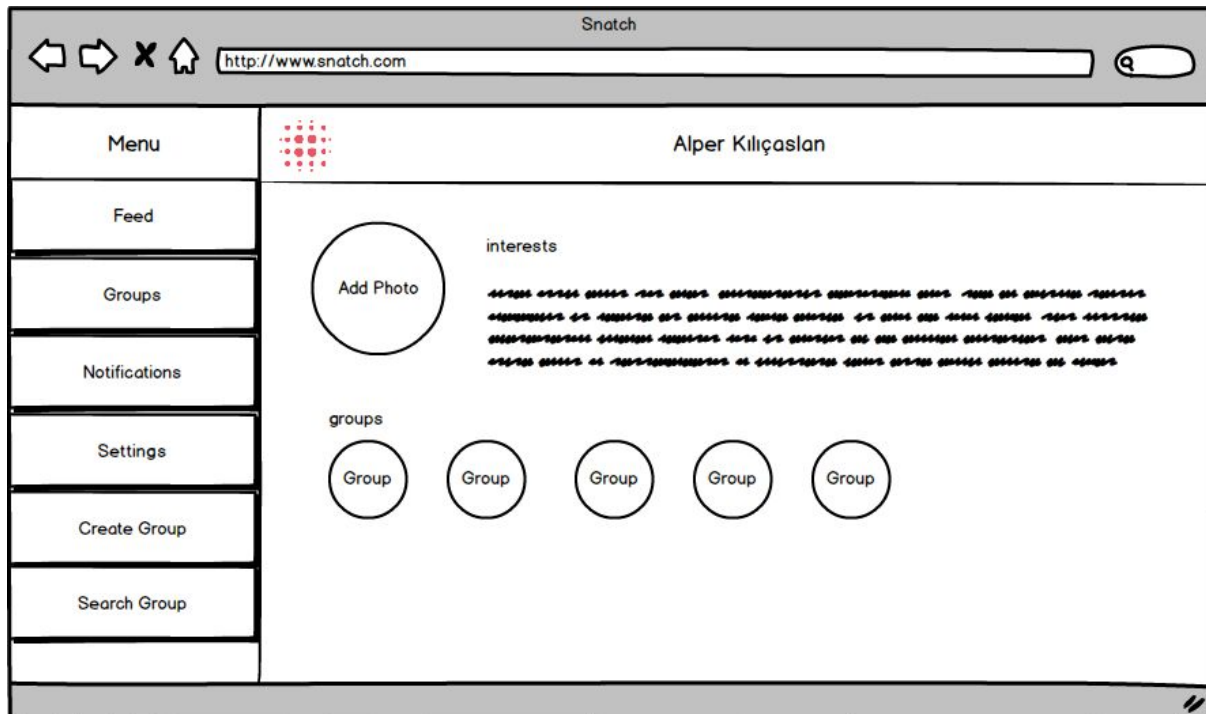 Snatch
http://www.snatch.com
Menu
Alper Kılıçaslan
Feed
Groups
Notifications
Settings
Create Group
Search Group
Add Photo
interests
groups
Group Group Group Group Group